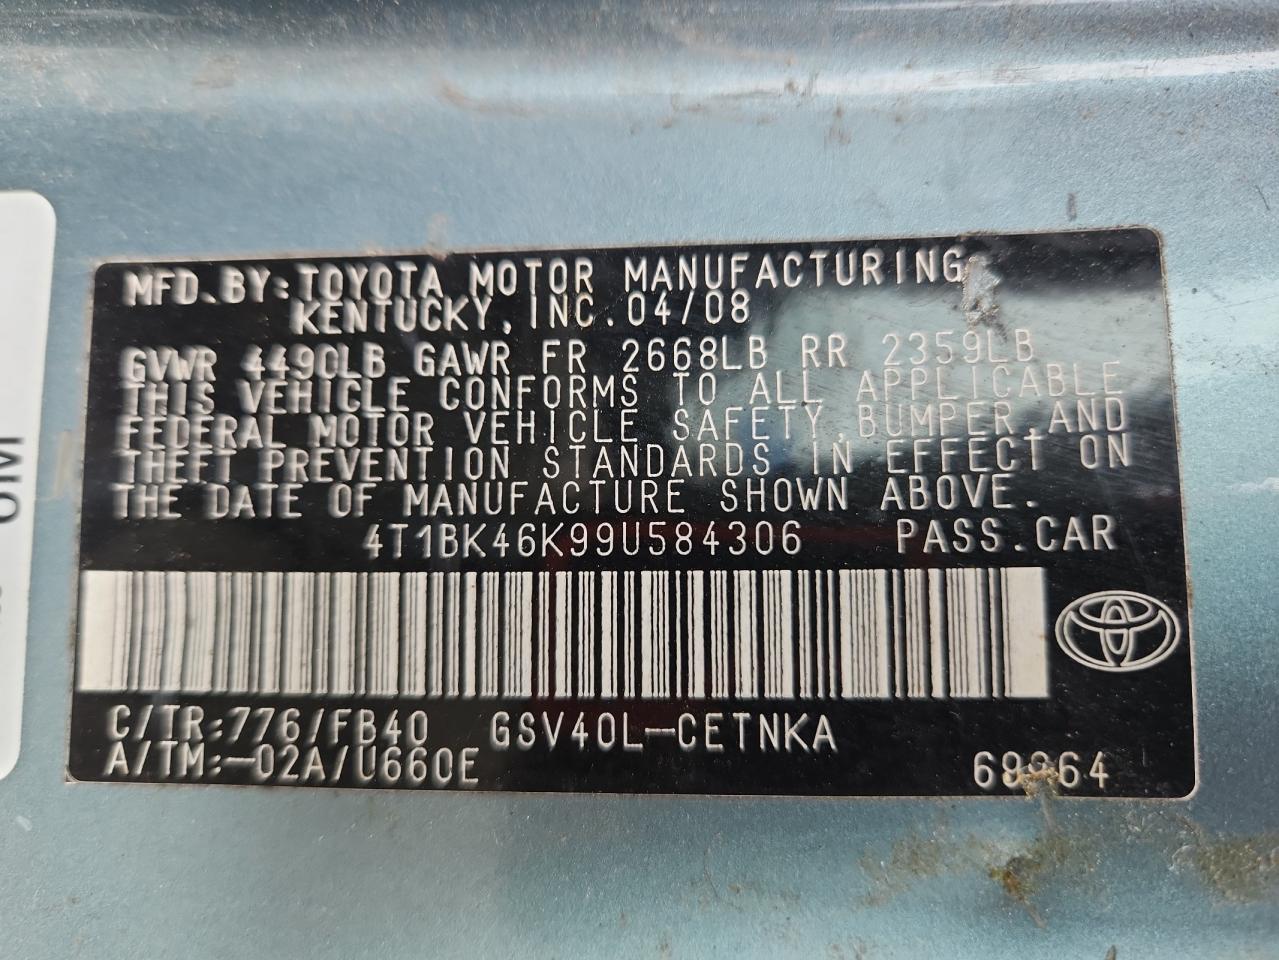 MFD.BY:TOYOTA MOTOR MANUFACTURING
KENTUCKY, INC.04/08
GVWR 4490LB GAWR FR 2668LB RR 2359LB
THIS VEHICLE CONFORMS TO ALL APPLICABLE
FEDERAL MOTOR VEHICLE SAFETY,BUMPER,AND
THEFT PREVENTION STANDARDS IN EFFECT ON
THE DATE OF MANUFACTURE SHOWN ABOVE.
4T1BK46K99U584306 PASS.CAR
C/TR:776/FB40 GSV40L-CETNKA
A/TM:-02A/U660E